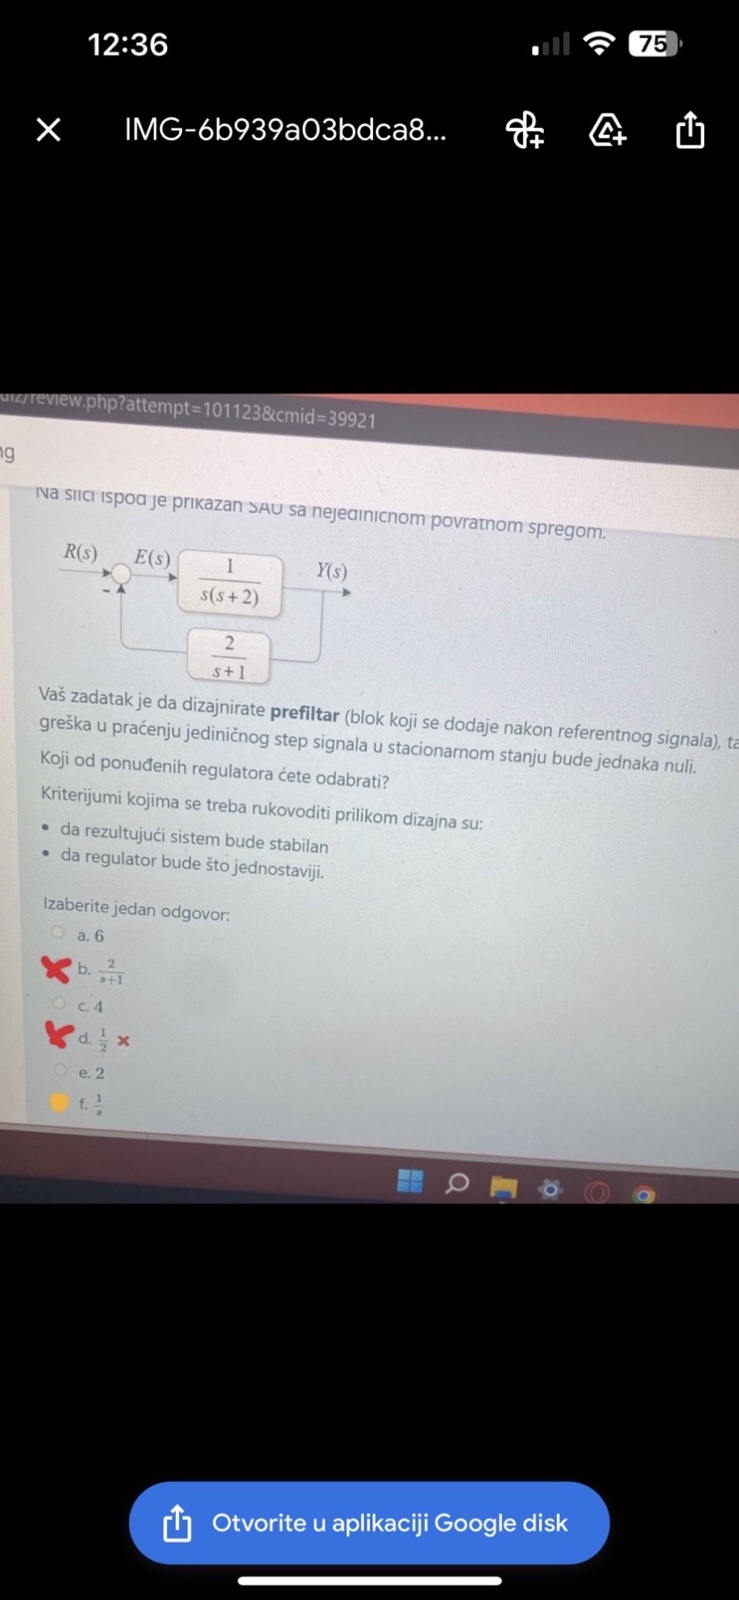 12:36
75
IMG-6b939a03bdca8...
uiz/review.php?attempt=101123&cmid=39921
ng
Na slici ispod je prikazan SAU sa nejediničnom povratnom spregom.
R(s) E(s) 1 Y(s)
s(s+2)
2
s+1
Vaš zadatak je da dizajnirate prefiltar (blok koji se dodaje nakon referentnog signala), ta
greška u praćenju jediničnog step signala u stacionarnom stanju bude jednaka nuli.
Koji od ponuđenih regulatora ćete odabrati?
Kriterijumi kojima se treba rukovoditi prilikom dizajna su:
• da rezultujući sistem bude stabilan
• da regulator bude što jednostaviji.
Izaberite jedan odgovor:
a. 6
b. 2/s+1
c. 4
d. 1/2
e. 2
f. 1/s
Otvorite u aplikaciji Google disk